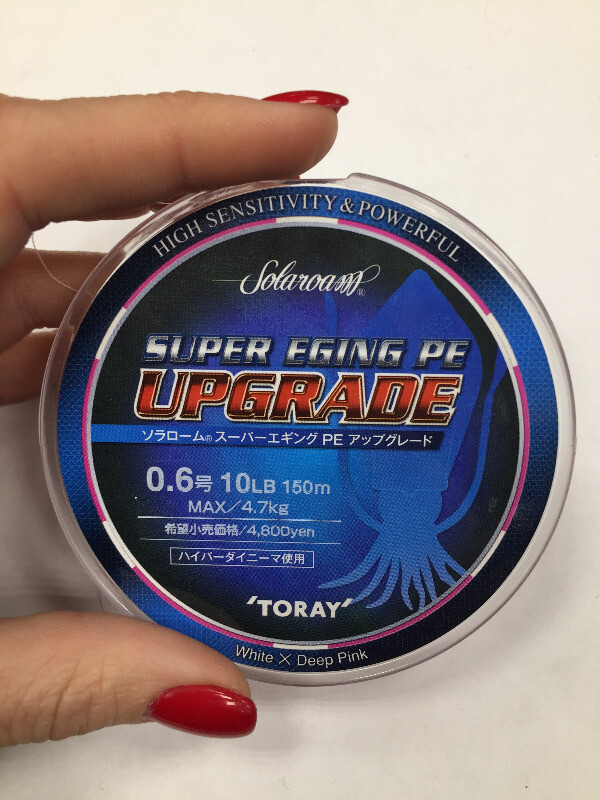 HIGH SENSITIVITY & POWERFUL
Solaroam®
SUPER EGING PE
UPGRADE
ソラローム® スーパーエギング PE アップグレード
0.6号 10LB 150m
MAX/4.7kg
希望小売価格/4,800yen
ハイパーダイニーマ使用
'TORAY'
White × Deep Pink